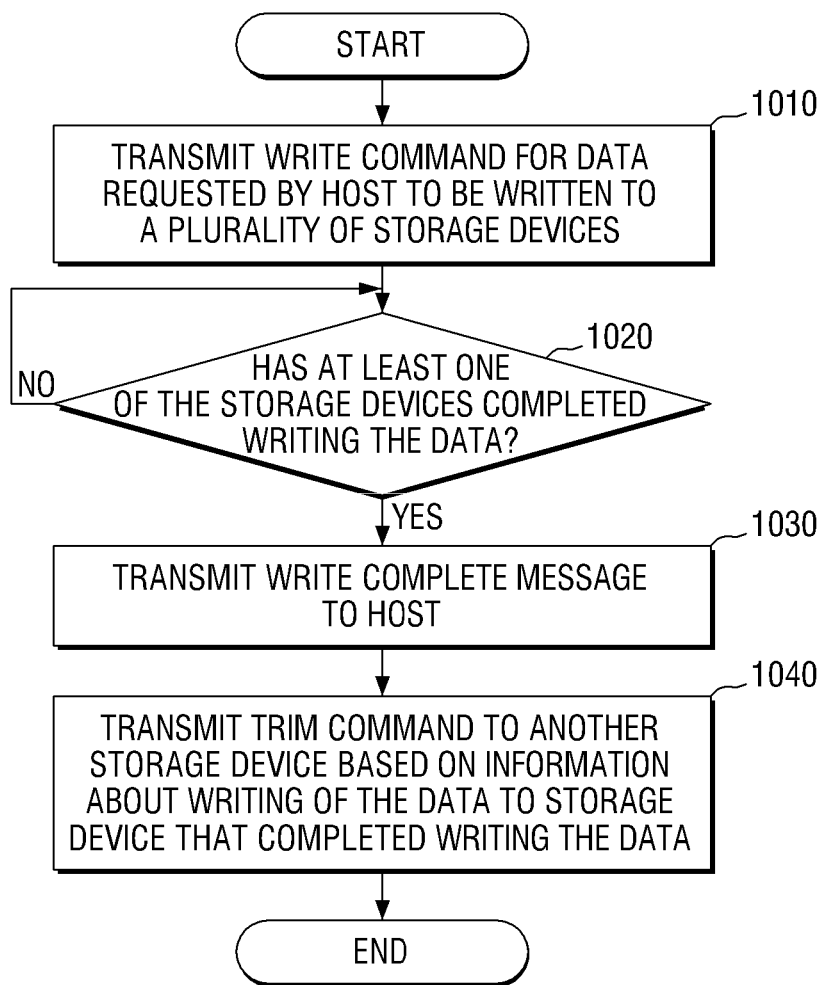 START
1010
TRANSMIT WRITE COMMAND FOR DATA
REQUESTED BY HOST TO BE WRITTEN TO
A PLURALITY OF STORAGE DEVICES
1020
HAS AT LEAST ONE
OF THE STORAGE DEVICES COMPLETED
WRITING THE DATA?
NO
YES
1030
TRANSMIT WRITE COMPLETE MESSAGE
TO HOST
1040
TRANSMIT TRIM COMMAND TO ANOTHER
STORAGE DEVICE BASED ON INFORMATION
ABOUT WRITING OF THE DATA TO STORAGE
DEVICE THAT COMPLETED WRITING THE DATA
END